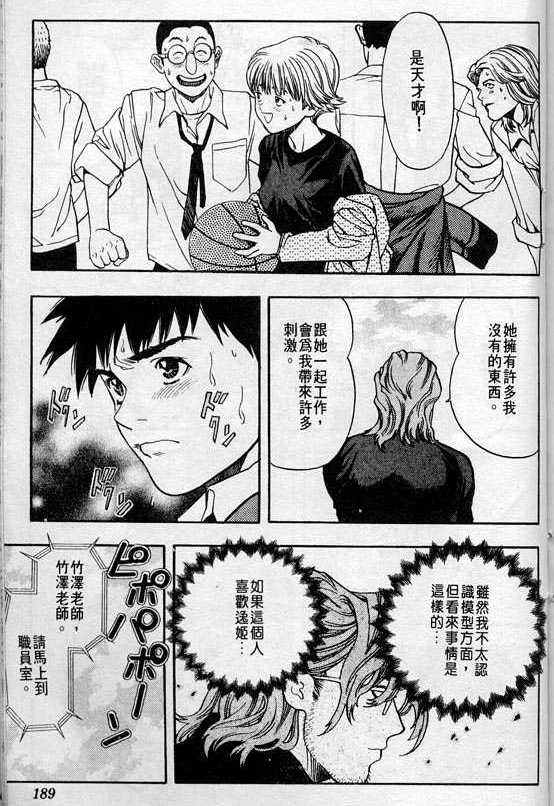 是天才啊！
她擁有許多我
沒有的東西。
跟她一起工作，
會為我帶來許多
刺激。
ドクン
ドクン
ドクン
雖然我不太認
識模型方面，
但看來事情是
這樣的…
如果這個人
喜歡逸姬…
ピポパポーン
竹澤老師，
竹澤老師。
請馬上到
職員室。
189